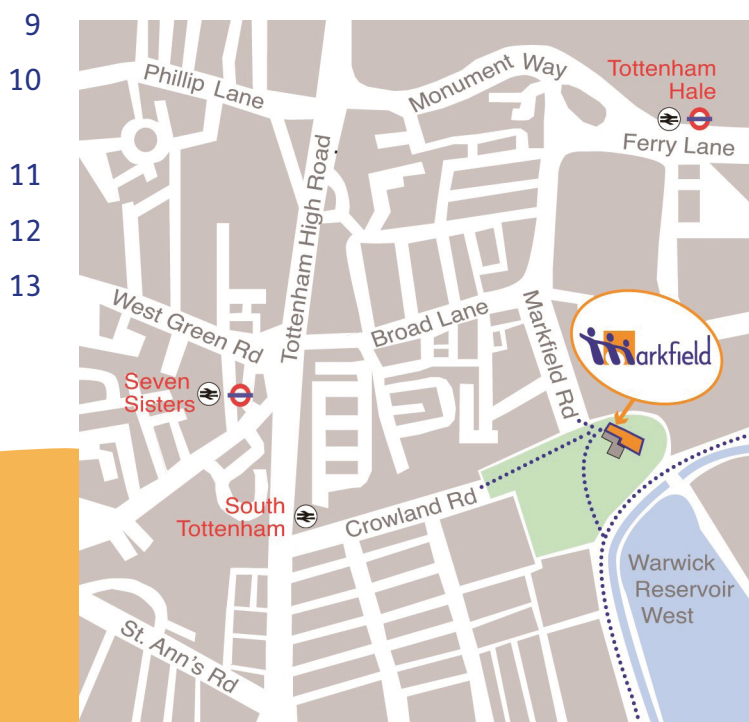 9
10
11
12
13
Phillip Lane
Monument Way
Tottenham
Hale
Ferry Lane
Tottenham High Road
West Green Rd
Broad Lane
Markfield Rd
markfield
Seven
Sisters
South
Tottenham
Crowland Rd
Warwick
Reservoir
West
St. Ann's Rd